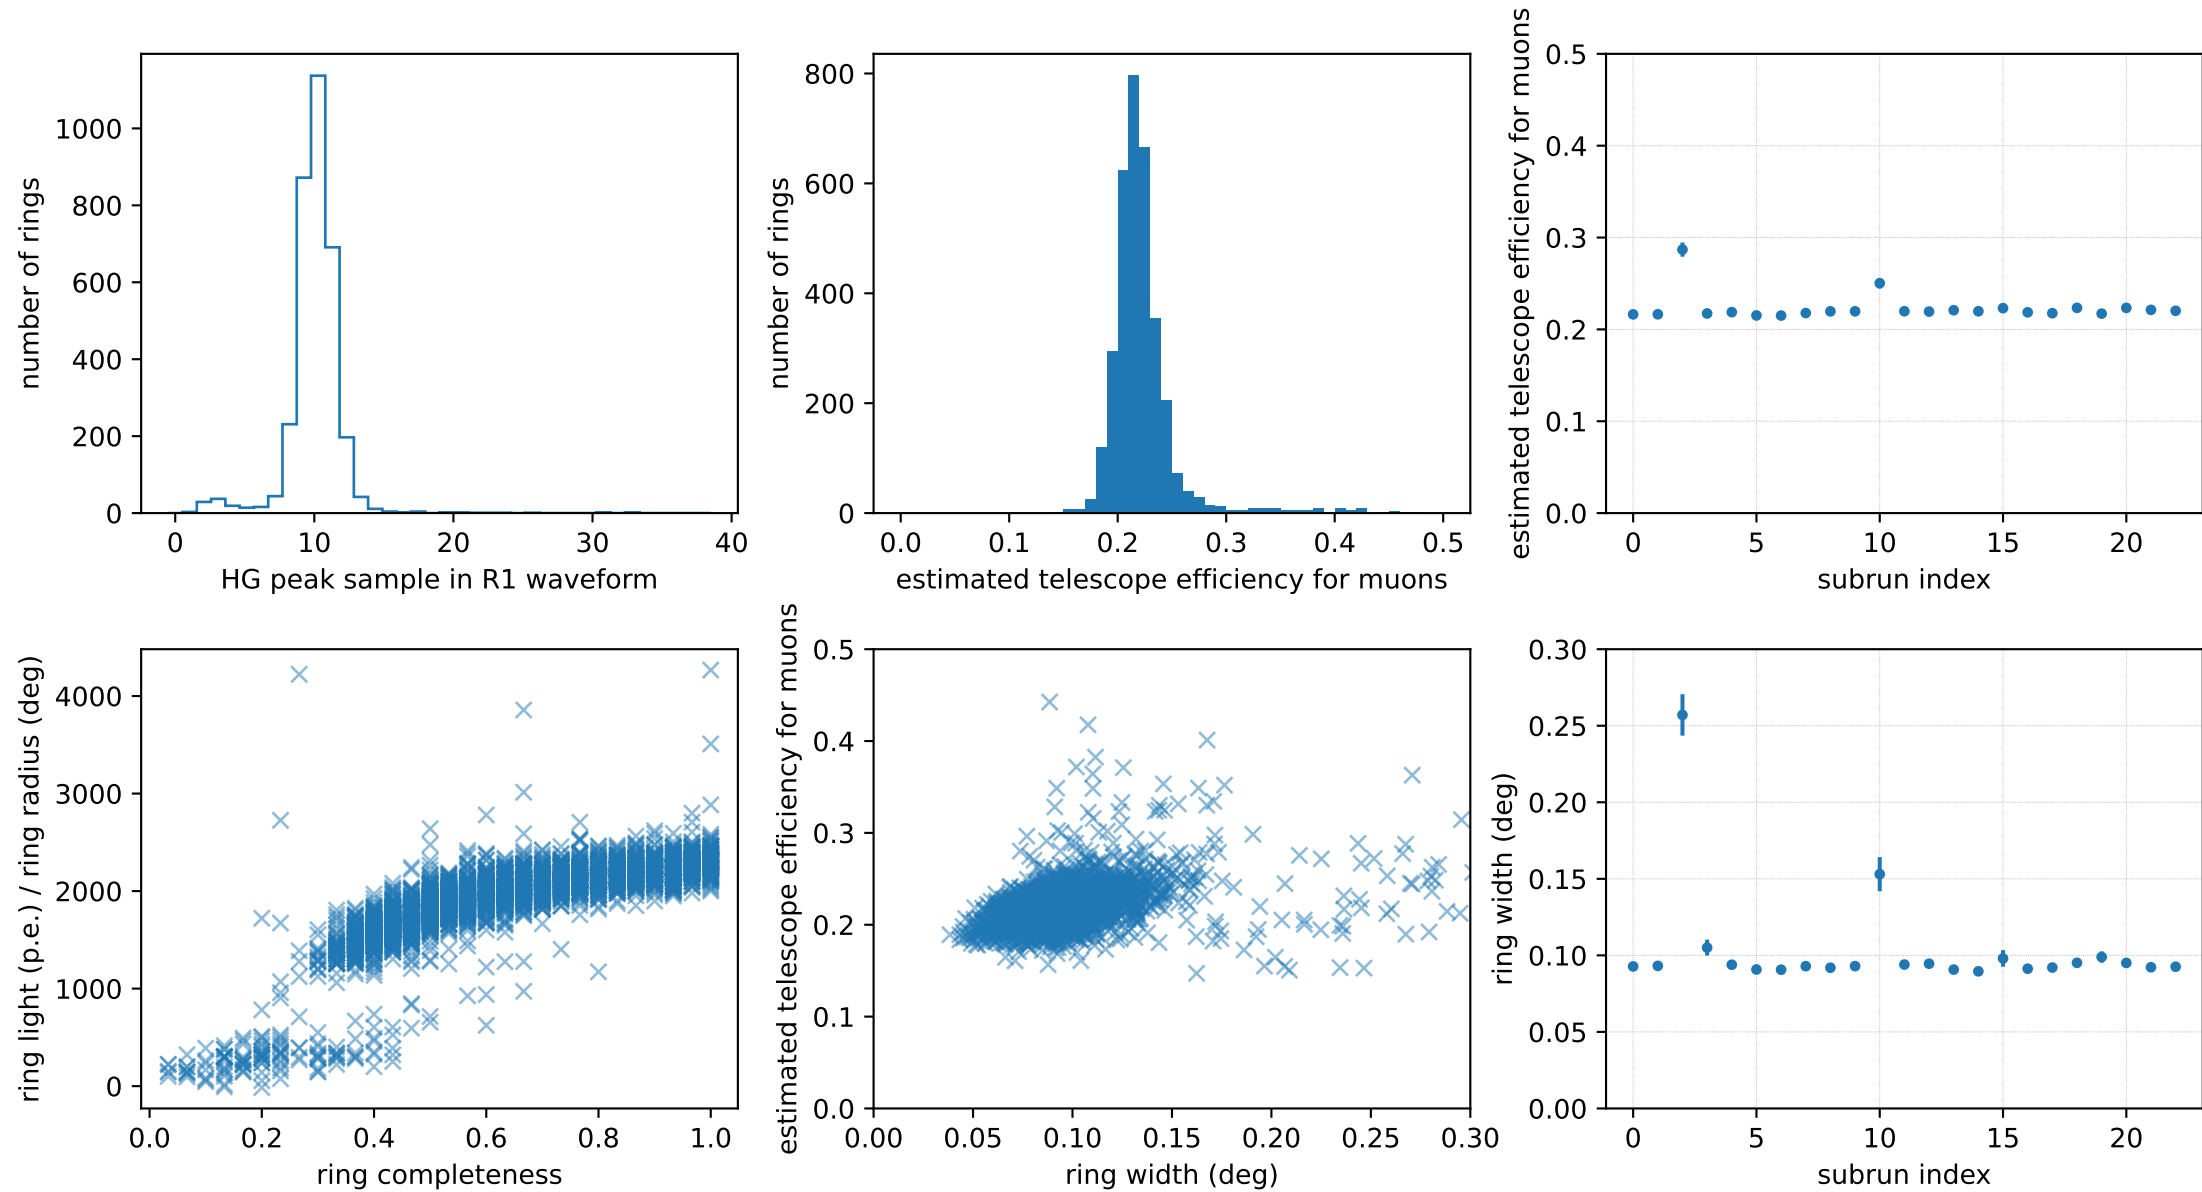 number of rings
1000
800
600
400
200
0
0 10 20 30 40
HG peak sample in R1 waveform
number of rings
800
600
400
200
0
0.0 0.1 0.2 0.3 0.4 0.5
estimated telescope efficiency for muons
estimated telescope efficiency for muons
0.5
0.4
0.3
0.2
0.1
0.0
0 5 10 15 20
subrun index
ring light (p.e.) / ring radius (deg)
4000
3000
2000
1000
0
0.0 0.2 0.4 0.6 0.8 1.0
ring completeness
estimated telescope efficiency for muons
0.5
0.4
0.3
0.2
0.1
0.0
0.00 0.05 0.10 0.15 0.20 0.25 0.30
ring width (deg)
ring width (deg)
0.30
0.25
0.20
0.15
0.10
0.05
0.00
0 5 10 15 20
subrun index